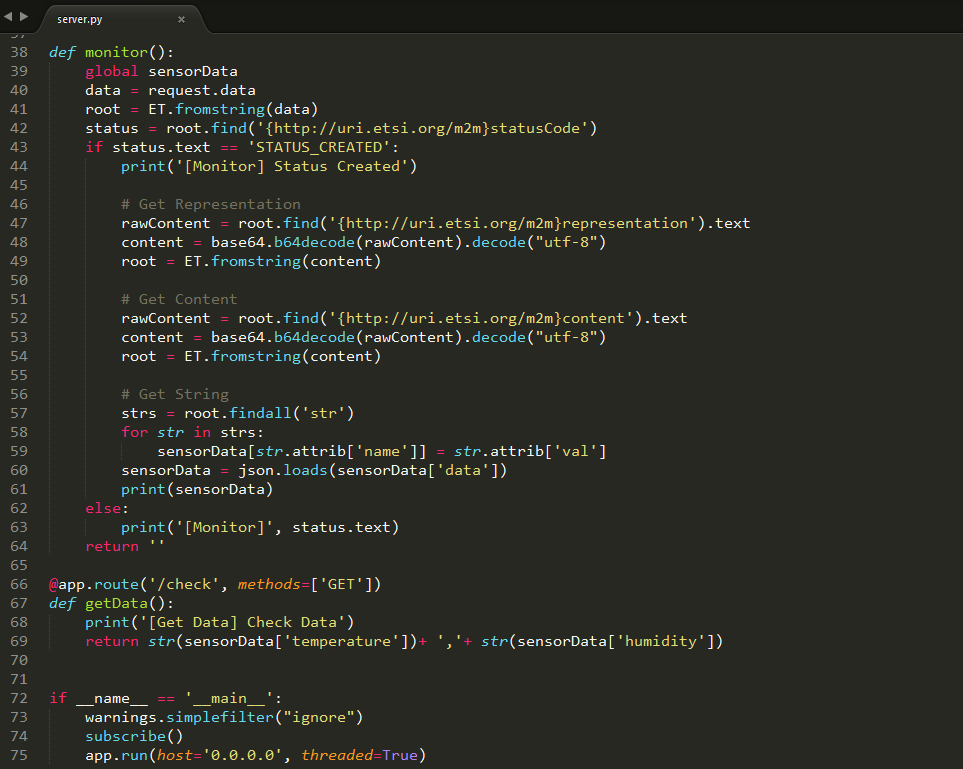 server.py ×
37
38 def monitor():
39     global sensorData
40     data = request.data
41     root = ET.fromstring(data)
42     status = root.find('{http://uri.etsi.org/m2m}statusCode')
43     if status.text == 'STATUS_CREATED':
44         print('[Monitor] Status Created')
45
46         # Get Representation
47         rawContent = root.find('{http://uri.etsi.org/m2m}representation').text
48         content = base64.b64decode(rawContent).decode("utf-8")
49         root = ET.fromstring(content)
50
51         # Get Content
52         rawContent = root.find('{http://uri.etsi.org/m2m}content').text
53         content = base64.b64decode(rawContent).decode("utf-8")
54         root = ET.fromstring(content)
55
56         # Get String
57         strs = root.findall('str')
58         for str in strs:
59             sensorData[str.attrib['name']] = str.attrib['val']
60         sensorData = json.loads(sensorData['data'])
61         print(sensorData)
62     else:
63         print('[Monitor]', status.text)
64     return ''
65
66 @app.route('/check', methods=['GET'])
67 def getData():
68     print('[Get Data] Check Data')
69     return str(sensorData['temperature'])+ ','+ str(sensorData['humidity'])
70
71
72 if __name__ == '__main__':
73     warnings.simplefilter("ignore")
74     subscribe()
75     app.run(host='0.0.0.0', threaded=True)